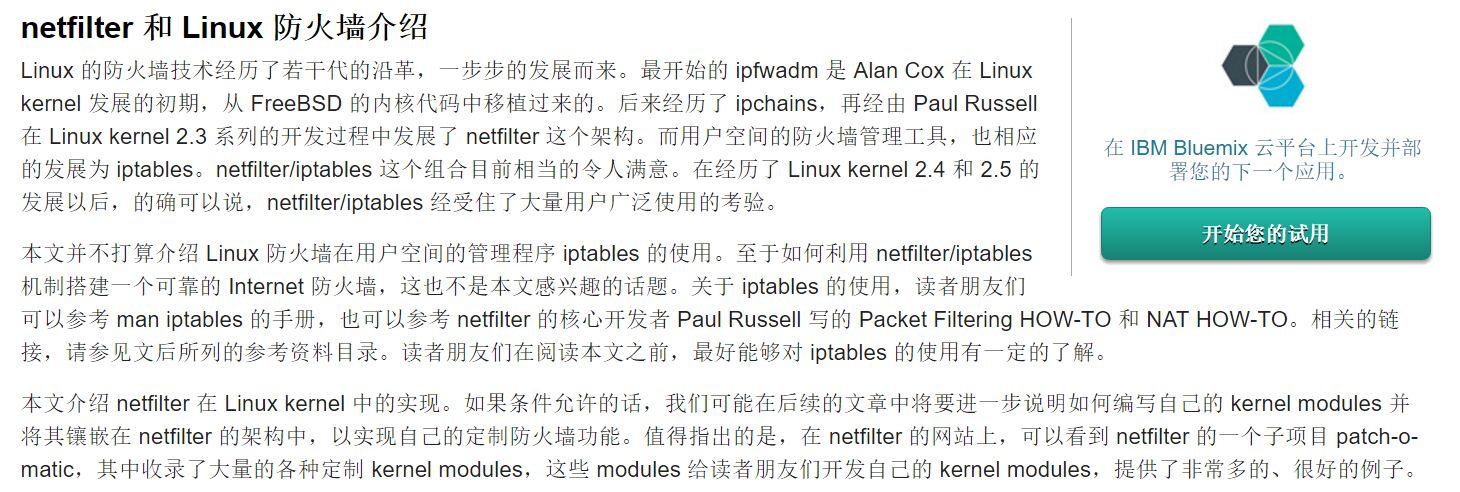 netfilter 和 Linux 防火墙介绍
Linux 的防火墙技术经历了若干代的沿革，一步步的发展而来。最开始的 ipfwadm 是 Alan Cox 在 Linux
kernel 发展的初期，从 FreeBSD 的内核代码中移植过来的。后来经历了 ipchains，再经由 Paul Russell
在 Linux kernel 2.3 系列的开发过程中发展了 netfilter 这个架构。而用户空间的防火墙管理工具，也相应
的发展为 iptables。netfilter/iptables 这个组合目前相当的令人满意。在经历了 Linux kernel 2.4 和 2.5 的
发展以后，的确可以说，netfilter/iptables 经受住了大量用户广泛使用的考验。
本文并不打算介绍 Linux 防火墙在用户空间的管理程序 iptables 的使用。至于如何利用 netfilter/iptables
机制搭建一个可靠的 Internet 防火墙，这也不是本文感兴趣的话题。关于 iptables 的使用，读者朋友们
可以参考 man iptables 的手册，也可以参考 netfilter 的核心开发者 Paul Russell 写的 Packet Filtering HOW-TO 和 NAT HOW-TO。相关的链
接，请参见文后所列的参考资料目录。读者朋友们在阅读本文之前，最好能够对 iptables 的使用有一定的了解。
本文介绍 netfilter 在 Linux kernel 中的实现。如果条件允许的话，我们可能在后续的文章中将要进一步说明如何编写自己的 kernel modules 并
将其镶嵌在 netfilter 的架构中，以实现自己的定制防火墙功能。值得指出的是，在 netfilter 的网站上，可以看到 netfilter 的一个子项目 patch-o-
matic，其中收录了大量的各种定制 kernel modules，这些 modules 给读者朋友们开发自己的 kernel modules，提供了非常多的、很好的例子。
在 IBM Bluemix 云平台上开发并部
署您的下一个应用。
开始您的试用